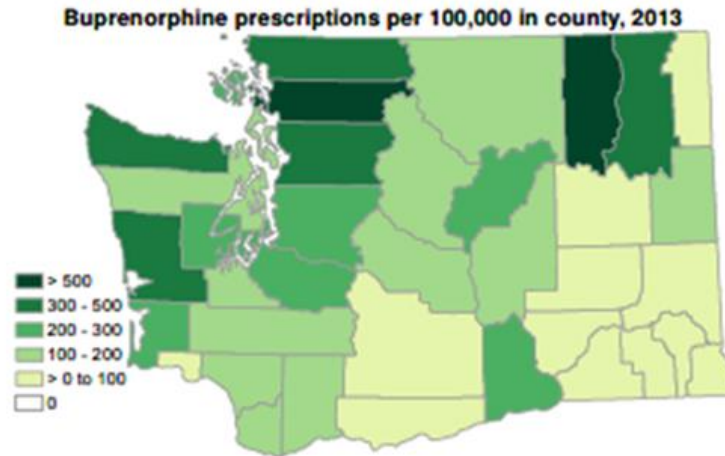 Buprenorphine prescriptions per 100,000 in county, 2013
> 500
300 - 500
200 - 300
100 - 200
> 0 to 100
0